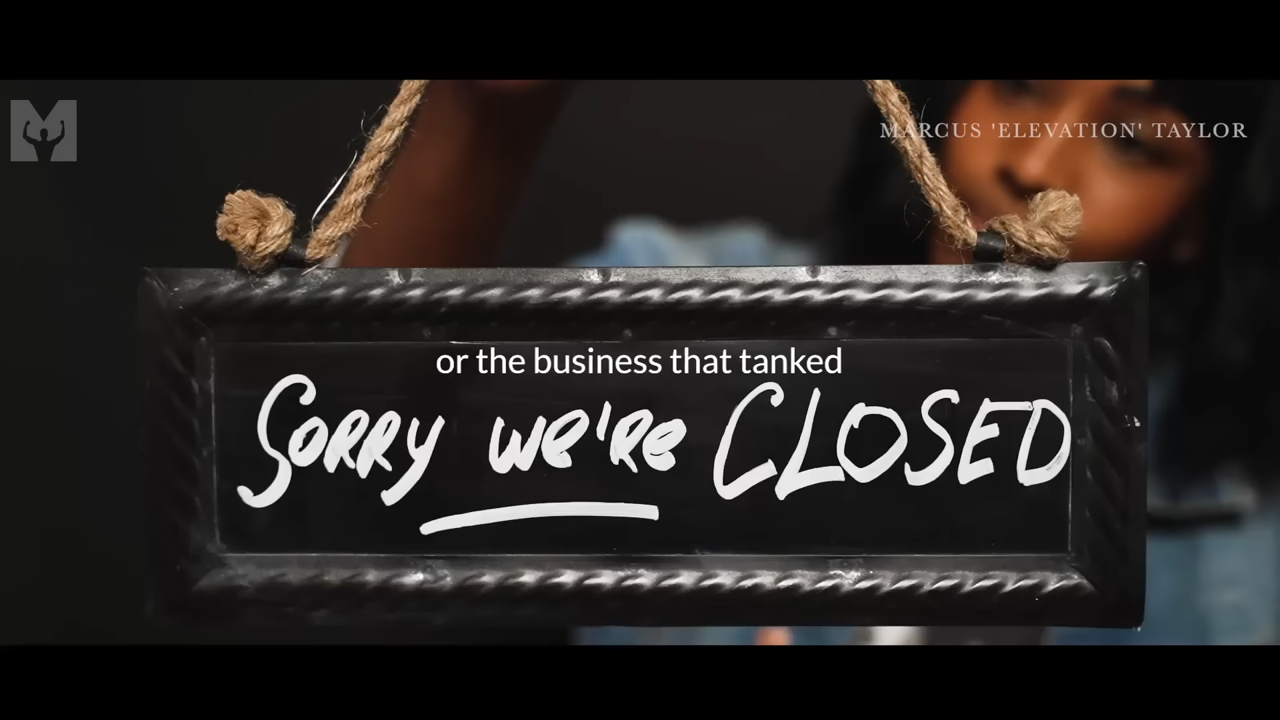 MARCUS 'ELEVATION' TAYLOR
or the business that tanked
Sorry we're CLOSED